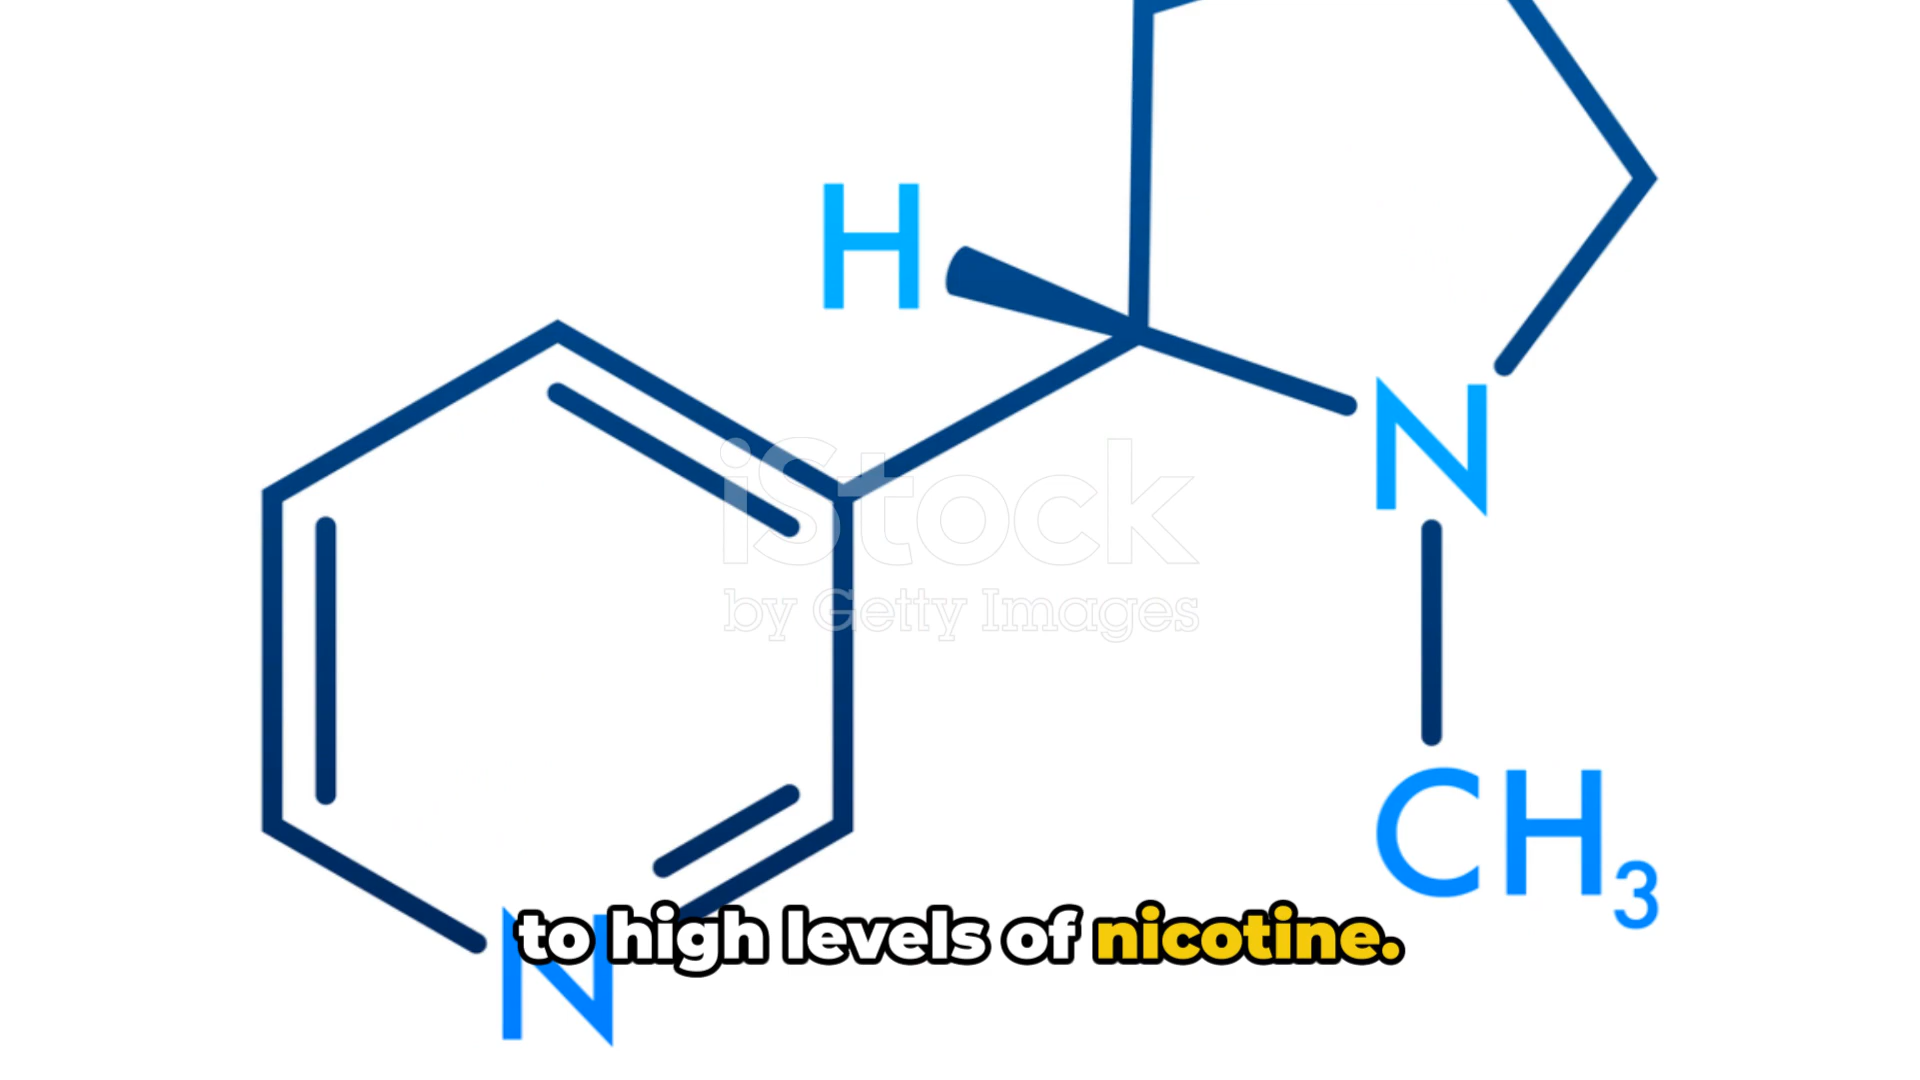 H
N
iStock
by Getty Images
CH3
to high levels of nicotine.
N